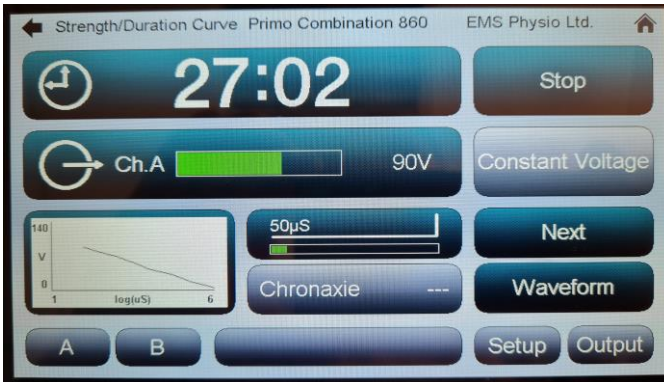 Strength/Duration Curve Primo Combination 860 EMS Physio Ltd.
27:02
Stop
Ch.A 90V
Constant Voltage
140
V
0
1 log(uS) 6
50µS
Chronaxie ---
Next
Waveform
A B
Setup Output